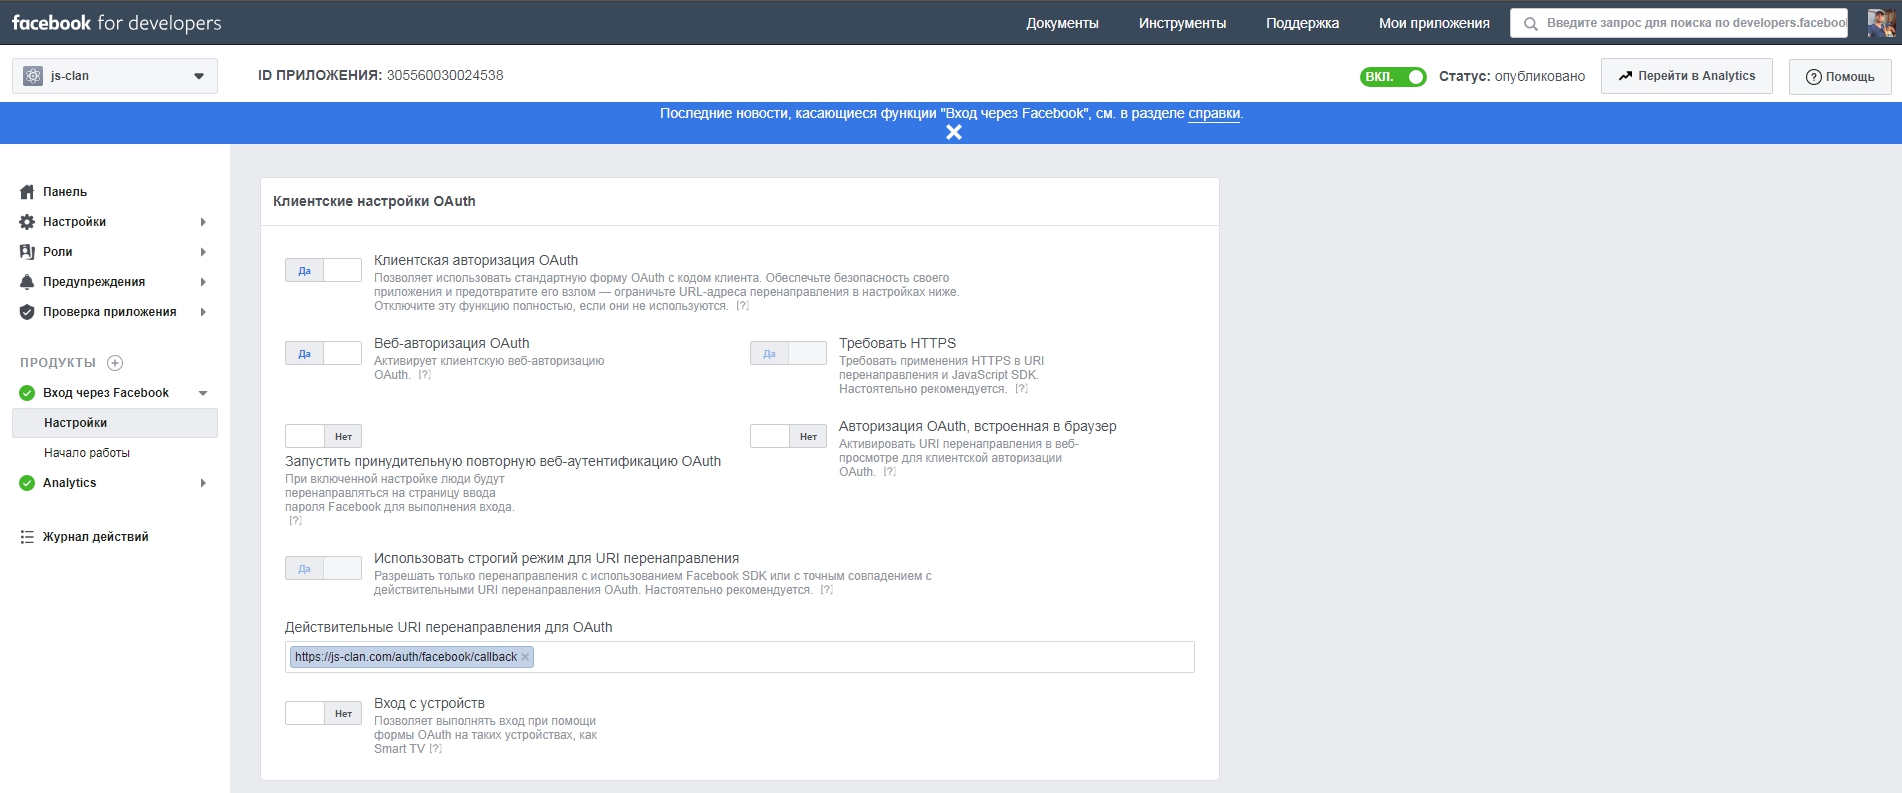 facebook for developers
Документы
Инструменты
Поддержка
Мои приложения
Введите запрос для поиска по developers.faceboo
js-clan
ID ПРИЛОЖЕНИЯ: 305560030024538
ВКЛ.
Статус: опубликовано
Перейти в Analytics
Помощь
Последние новости, касающиеся функции "Вход через Facebook", см. в разделе справки.
Панель
Настройки
Роли
Предупреждения
Проверка приложения
ПРОДУКТЫ
Вход через Facebook
Настройки
Начало работы
Analytics
Журнал действий
Клиентские настройки OAuth
Да
Клиентская авторизация OAuth
Позволяет использовать стандартную форму OAuth с кодом клиента. Обеспечьте безопасность своего
приложения и предотвратите его взлом — ограничьте URL-адреса перенаправления в настройках ниже.
Отключите эту функцию полностью, если они не используются. [?]
Да
Веб-авторизация OAuth
Активирует клиентскую веб-авторизацию
OAuth. [?]
Да
Требовать HTTPS
Требовать применения HTTPS в URI
перенаправления и JavaScript SDK.
Настоятельно рекомендуется. [?]
Нет
Запустить принудительную повторную веб-аутентификацию OAuth
При включенной настройке люди будут
перенаправляться на страницу ввода
пароля Facebook для выполнения входа.
[?]
Нет
Авторизация OAuth, встроенная в браузер
Активировать URI перенаправления в веб-
просмотре для клиентской авторизации
OAuth. [?]
Да
Использовать строгий режим для URI перенаправления
Разрешать только перенаправления с использованием Facebook SDK или с точным совпадением с
действительными URI перенаправления OAuth. Настоятельно рекомендуется. [?]
Действительные URI перенаправления для OAuth
https://js-clan.com/auth/facebook/callback
Нет
Вход с устройств
Позволяет выполнять вход при помощи
формы OAuth на таких устройствах, как
Smart TV [?]